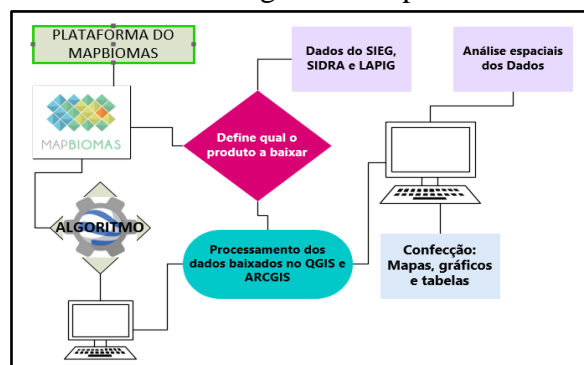 PLATAFORMA DO
MAPBIOMAS
MAPBIOMAS
ALGORITMO
Define qual o
produto a baixar
Dados do SIEG,
SIDRA e LAPIG
Processamento dos
dados baixados no QGIS e
ARCGIS
Análise espaciais
dos Dados
Confecção:
Mapas, gráficos
e tabelas